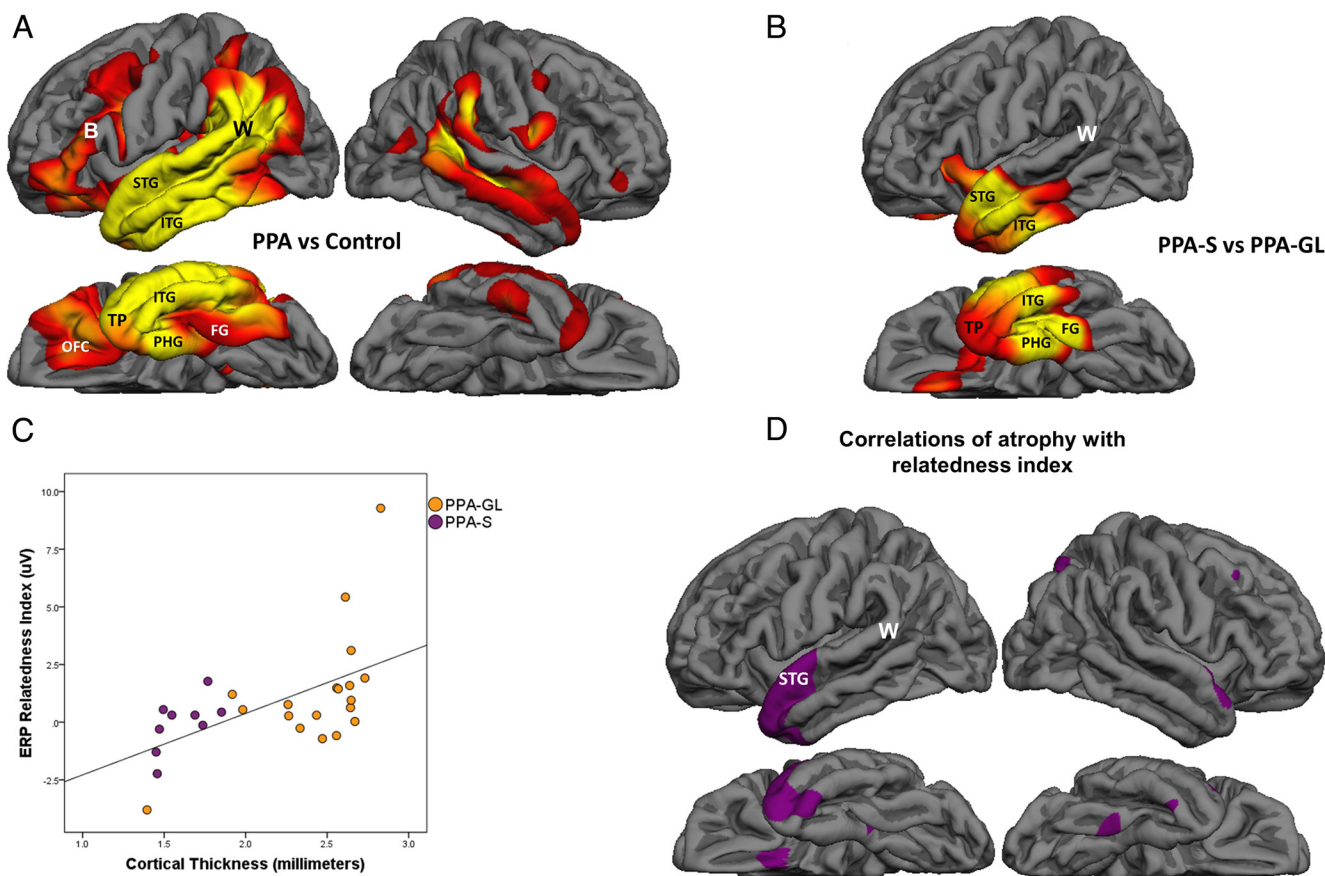 A
B
B
W
STG
ITG
PPA vs Control
ITG
TP
FG
PHG
OFC
W
STG
ITG
PPA-S vs PPA-GL
ITG
TP
FG
PHG
C
10.0
7.5
5.0
2.5
.0
-2.5
ERP Relatedness Index (uV)
1.0 1.5 2.0 2.5 3.0
Cortical Thickness (millimeters)
PPA-GL
PPA-S
D
Correlations of atrophy with
relatedness index
W
STG